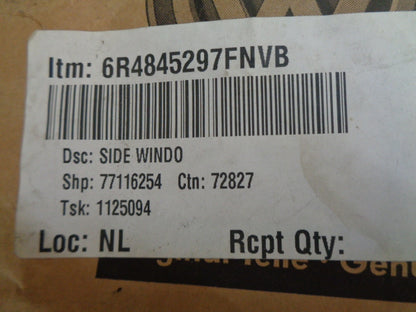 Itm: 6R4845297FNVB
Dsc: SIDE WINDO
Shp: 77116254 Ctn: 72827
Tsk: 1125094
Loc: NL Rcpt Qty: